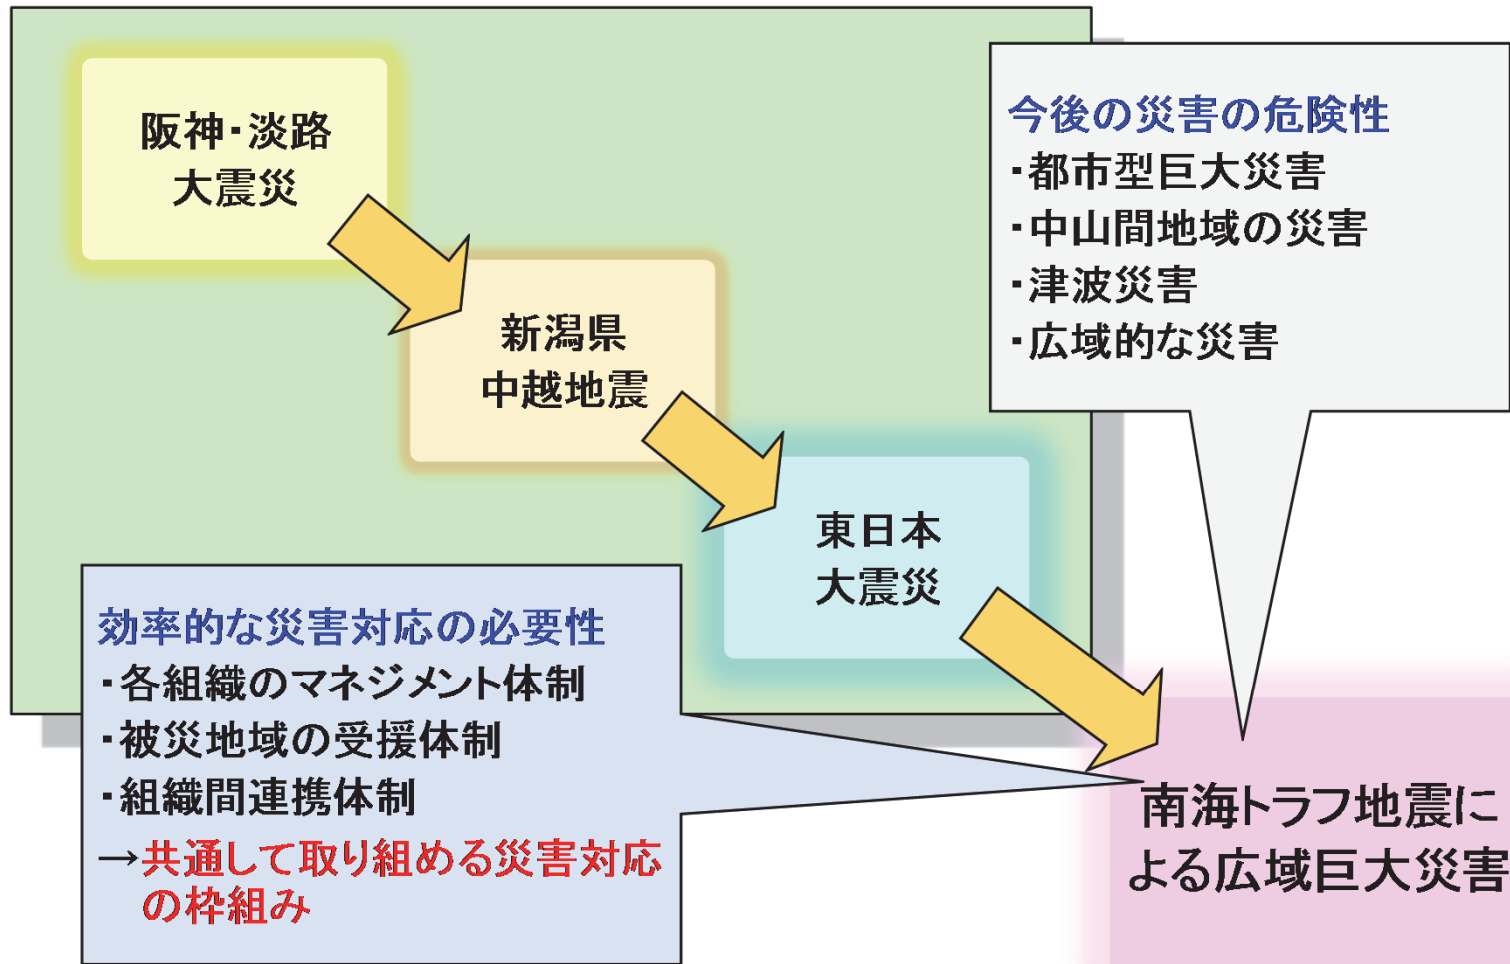 阪神・淡路
大震災
新潟県
中越地震
東日本
大震災
今後の災害の危険性
・都市型巨大災害
・中山間地域の災害
・津波災害
・広域的な災害
効率的な災害対応の必要性
・各組織のマネジメント体制
・被災地域の受援体制
・組織間連携体制
→共通して取り組める災害対応
の枠組み
南海トラフ地震に
よる広域巨大災害